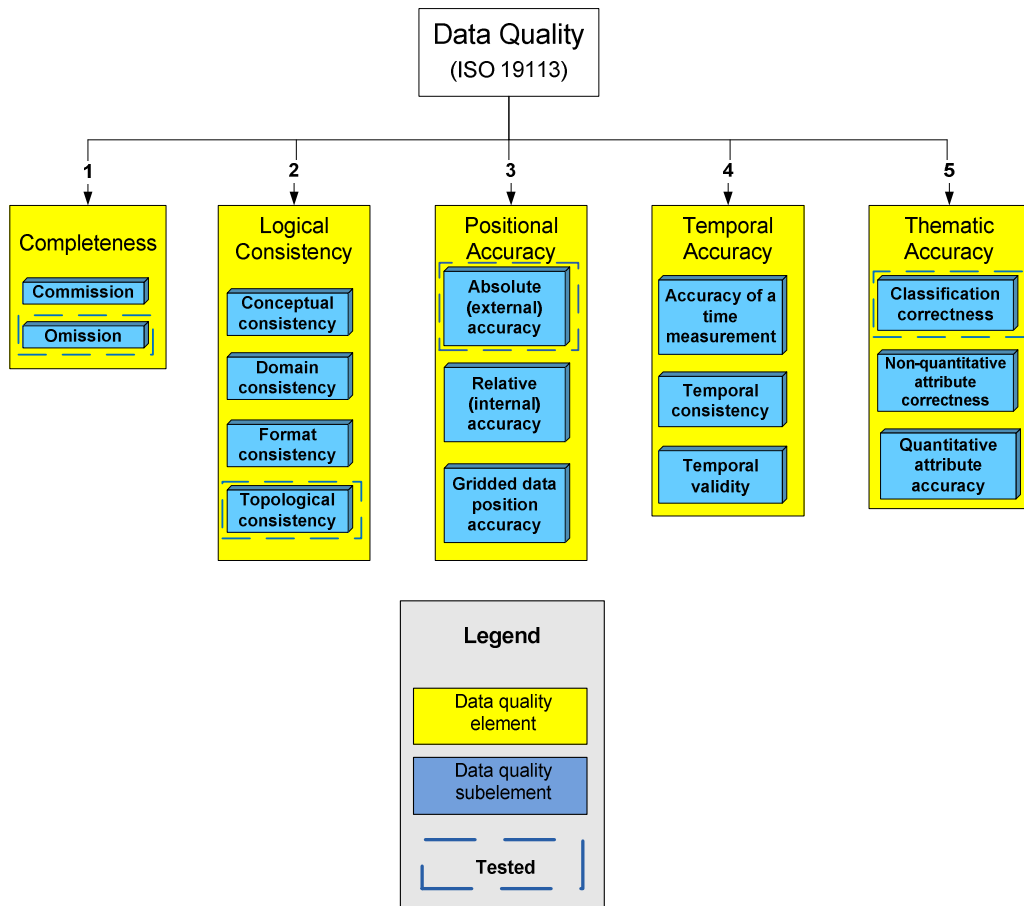 Data Quality
(ISO 19113)
1
2
3
4
5
Completeness
Commission
Omission
Logical
Consistency
Conceptual
consistency
Domain
consistency
Format
consistency
Topological
consistency
Positional
Accuracy
Absolute
(external)
accuracy
Relative
(internal)
accuracy
Gridded data
position
accuracy
Temporal
Accuracy
Accuracy of a
time
measurement
Temporal
consistency
Temporal
validity
Thematic
Accuracy
Classification
correctness
Non-quantitative
attribute
correctness
Quantitative
attribute
accuracy
Legend
Data quality
element
Data quality
subelement
Tested